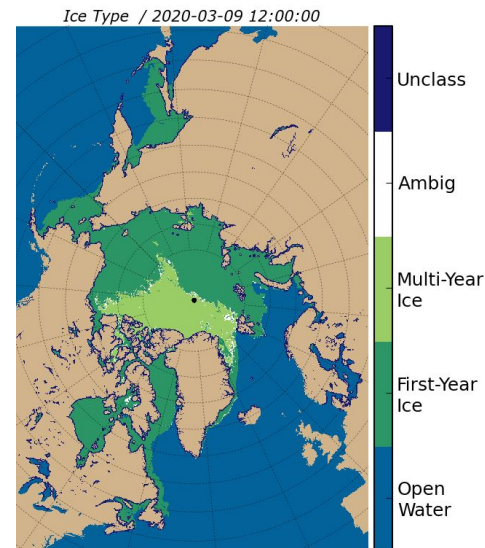 Ice Type / 2020-03-09 12:00:00
Unclass
Ambig
Multi-Year
Ice
First-Year
Ice
Open
Water